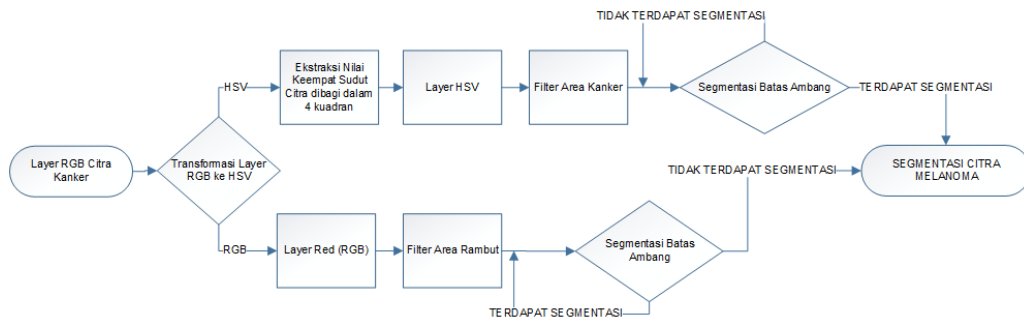 TIDAK TERDAPAT SEGMENTASI
Ekstraksi Nilai
Keempat Sudut
Citra dibagi dalam
4 kuadran
HSV
Layer HSV
Filter Area Kanker
Segmentasi Batas Ambang
TERDAPAT SEGMENTASI
Layer RGB Citra
Kanker
Transformasi Layer
RGB ke HSV
TIDAK TERDAPAT SEGMENTASI
SEGMENTASI CITRA
MELANOMA
RGB
Layer Red (RGB)
Filter Area Rambut
Segmentasi Batas
Ambang
TERDAPAT SEGMENTASI